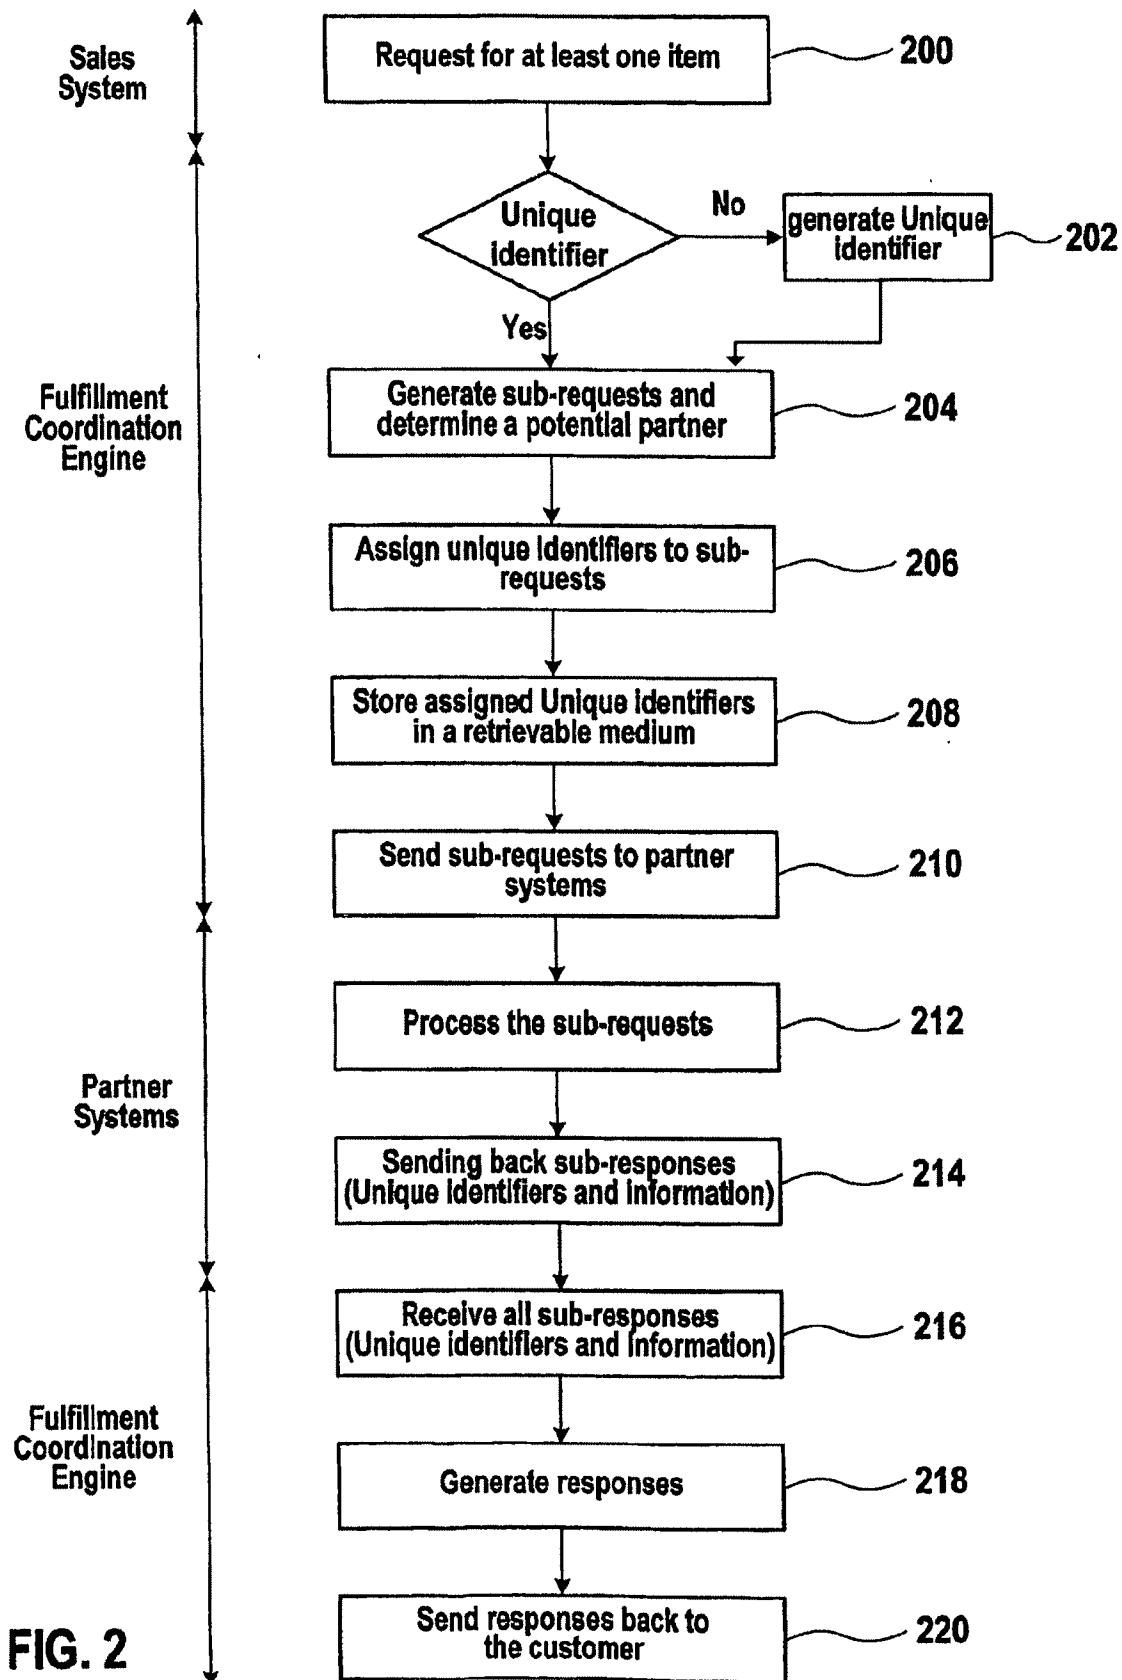 Sales
System
Request for at least one item
200
Unique
identifier
No
generate Unique
identifier
202
Yes
Fulfillment
Coordination
Engine
Generate sub-requests and
determine a potential partner
204
Assign unique identifiers to sub-
requests
206
Store assigned Unique identifiers
in a retrievable medium
208
Send sub-requests to partner
systems
210
Process the sub-requests
212
Partner
Systems
Sending back sub-responses
(Unique identifiers and information)
214
Receive all sub-responses
(Unique identifiers and information)
216
Fulfillment
Coordination
Engine
Generate responses
218
Send responses back to
the customer
220
FIG. 2